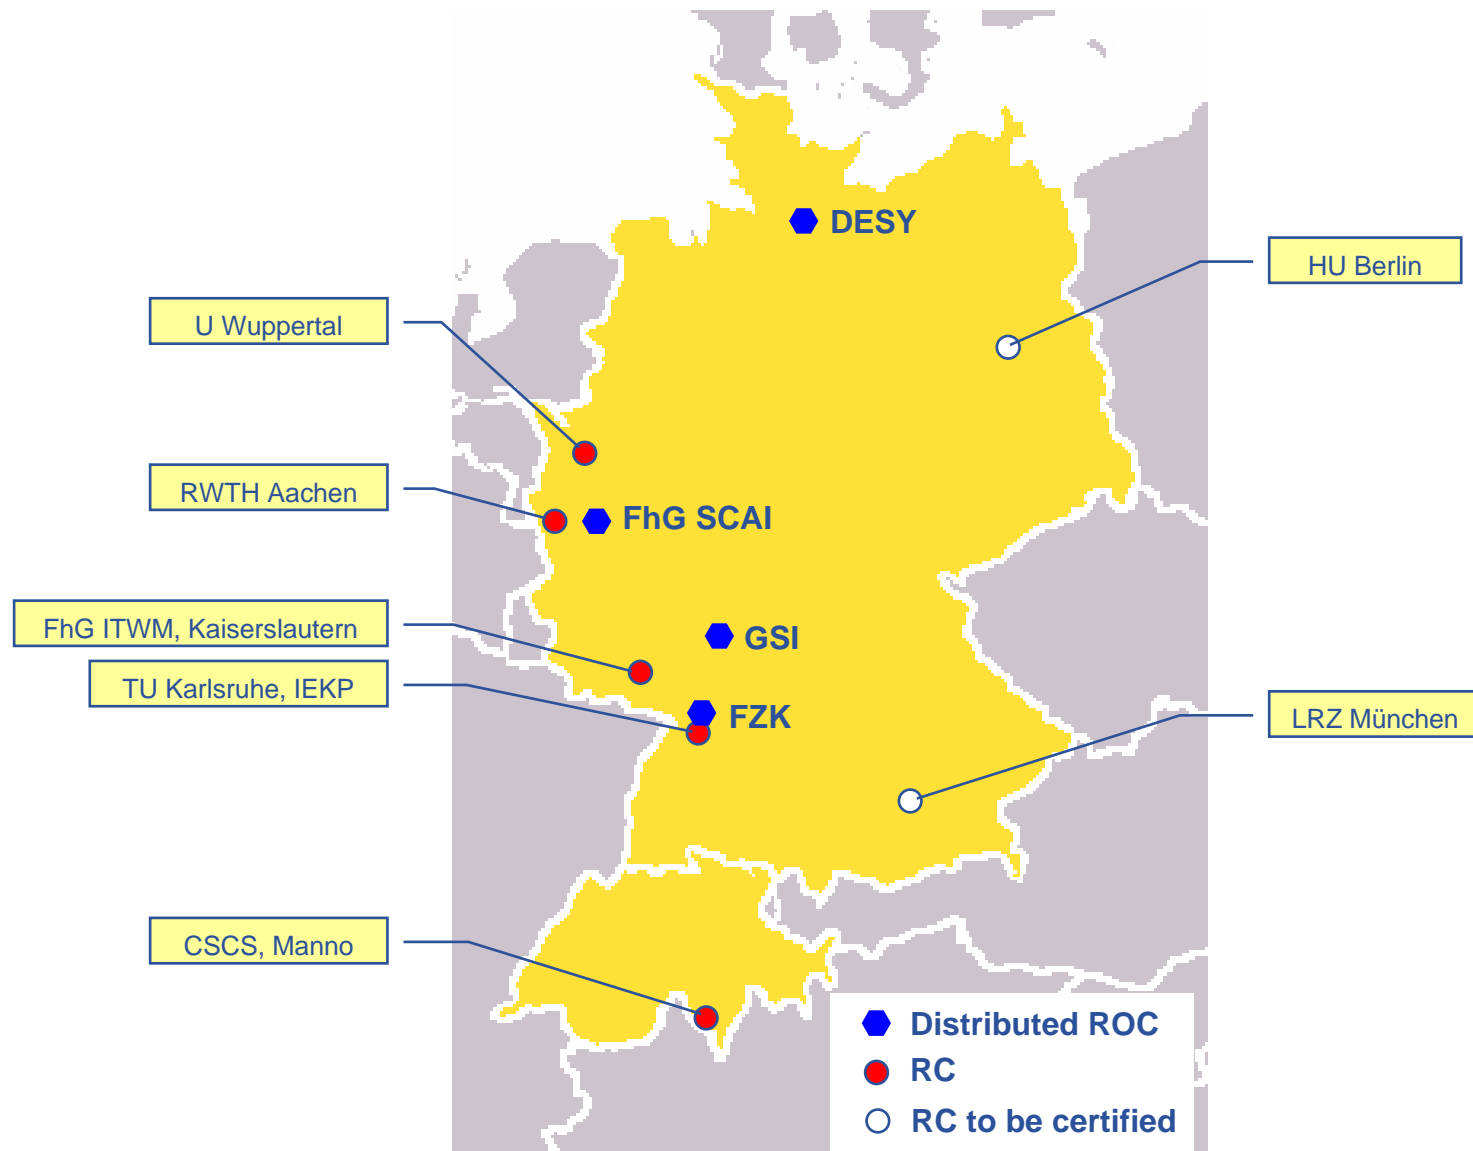 DESY
HU Berlin
U Wuppertal
RWTH Aachen
FhG SCAI
FhG ITWM, Kaiserslautern
GSI
TU Karlsruhe, IEKP
FZK
LRZ München
CSCS, Manno
Distributed ROC
RC
RC to be certified